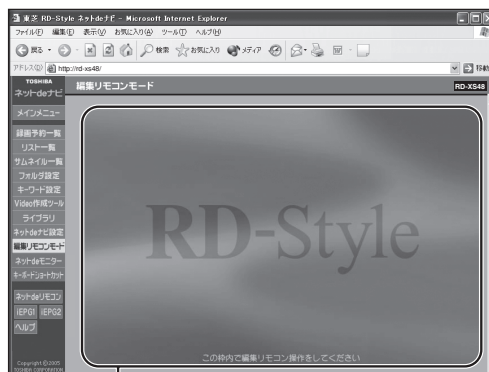 東芝 RD-Style ネットdeナビ - Microsoft Internet Explorer
ファイル(F) 編集(E) 表示(V) お気に入り(A) ツール(T) ヘルプ(H)
戻る 検索 お気に入り メディア
アドレス(D) http://rd-xs48/ 移動
TOSHIBA
ネットdeナビ
編集リモコンモード
RD-XS48
メインメニュー
録画予約一覧
リスト一覧
サムネイル一覧
フォルダ設定
キーワード設定
Video作成ツール
ライブラリ
ネットdeナビ設定
編集リモコンモード
ネットdeモニター
キーボードショートカット
ネットdeリモコン
iEPG1 iEPG2
ヘルプ
Copyright ©2005
TOSHIBA CORPORATION
RD-Style
この枠内で編集リモコン操作をしてください